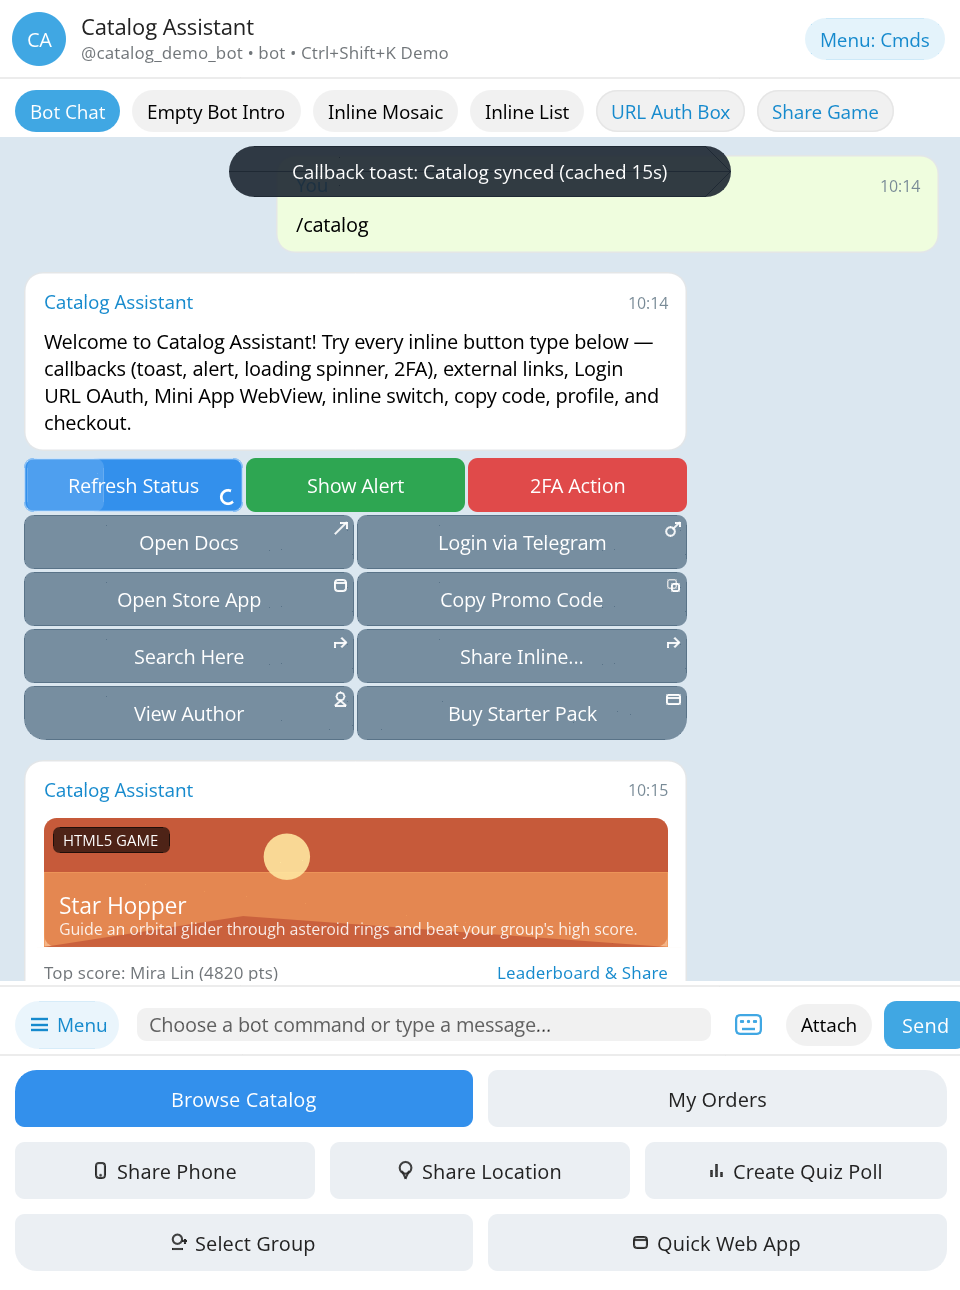 CA
Catalog Assistant
@catalog_demo_bot • bot • Ctrl+Shift+K Demo
Menu: Cmds
Bot Chat
Empty Bot Intro
Inline Mosaic
Inline List
URL Auth Box
Share Game
Callback toast: Catalog synced (cached 15s)
You
10:14
/catalog
Catalog Assistant
10:14
Welcome to Catalog Assistant! Try every inline button type below —
callbacks (toast, alert, loading spinner, 2FA), external links, Login
URL OAuth, Mini App WebView, inline switch, copy code, profile, and
checkout.
Refresh Status
Show Alert
2FA Action
Open Docs
Login via Telegram
Open Store App
Copy Promo Code
Search Here
Share Inline...
View Author
Buy Starter Pack
Catalog Assistant
10:15
HTML5 GAME
Star Hopper
Guide an orbital glider through asteroid rings and beat your group's high score.
Top score: Mira Lin (4820 pts)
Leaderboard & Share
Menu
Choose a bot command or type a message...
Attach
Send
Browse Catalog
My Orders
Share Phone
Share Location
Create Quiz Poll
Select Group
Quick Web App